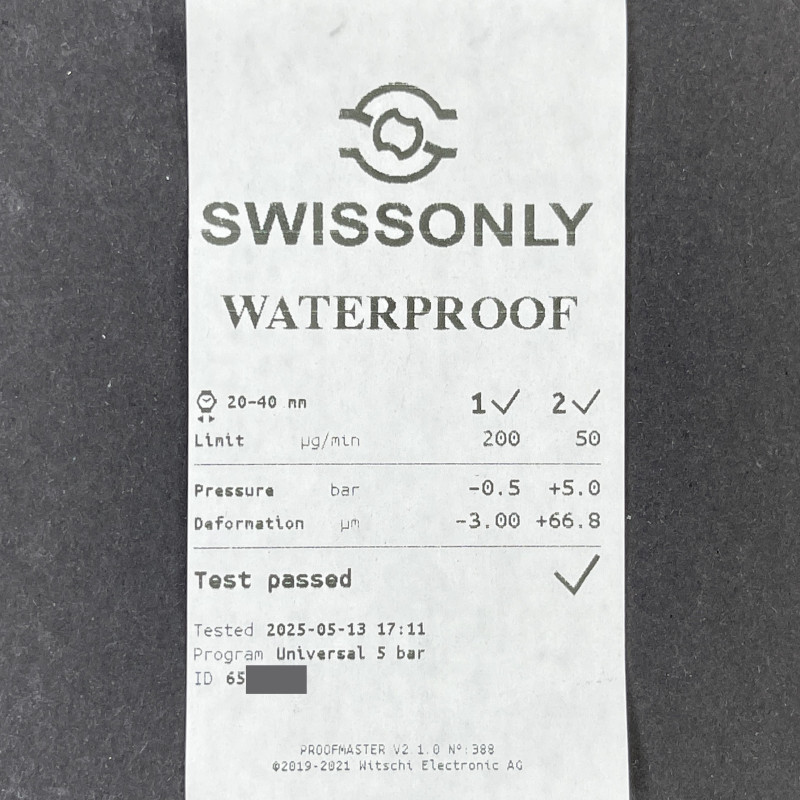 SWISSONLY
WATERPROOF
20-40 mm 1✓ 2✓
Limit µg/min 200 50
Pressure bar -0.5 +5.0
Deformation µm -3.00 +66.8
Test passed ✓
Tested 2025-05-13 17:11
Program Universal 5 bar
ID 65
PROOFMASTER V2 1.0 Nº:388
©2019-2021 Witschi Electronic AG